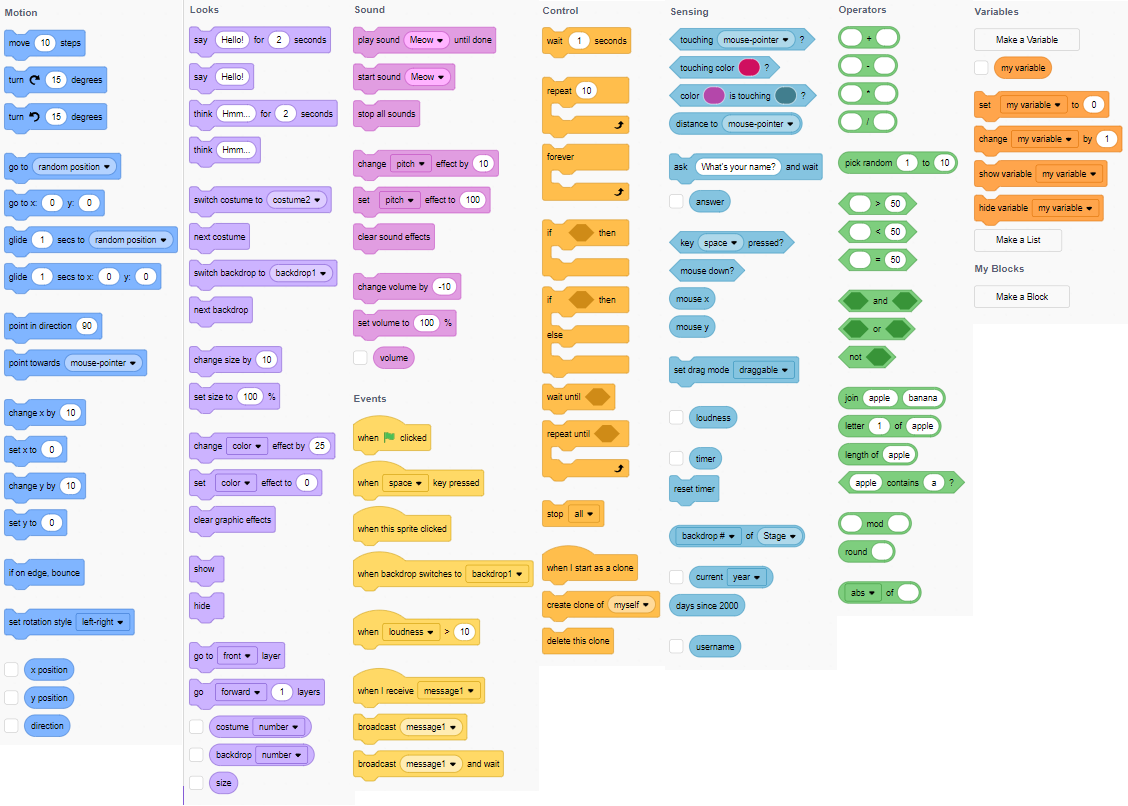 Motion
move 10 steps
turn 15 degrees
turn 15 degrees
go to random position
go to x: 0 y: 0
glide 1 secs to random position
glide 1 secs to x: 0 y: 0
point in direction 90
point towards mouse-pointer
change x by 10
set x to 0
change y by 10
set y to 0
if on edge, bounce
set rotation style left-right
x position
y position
direction
Looks
say Hello! for 2 seconds
say Hello!
think Hmm... for 2 seconds
think Hmm...
switch costume to costume2
next costume
switch backdrop to backdrop1
next backdrop
change size by 10
set size to 100 %
change color effect by 25
set color effect to 0
clear graphic effects
show
hide
go to front layer
go forward 1 layers
costume number
backdrop number
size
Sound
play sound Meow until done
start sound Meow
stop all sounds
change pitch effect by 10
set pitch effect to 100
clear sound effects
change volume by -10
set volume to 100 %
volume
Events
when clicked
when space key pressed
when this sprite clicked
when backdrop switches to backdrop1
when loudness > 10
when I receive message1
broadcast message1
broadcast message1 and wait
Control
wait 1 seconds
repeat 10
forever
if then
if then
else
wait until
repeat until
stop all
when I start as a clone
create clone of myself
delete this clone
Sensing
touching mouse-pointer ?
touching color ?
color is touching ?
distance to mouse-pointer
ask What's your name? and wait
answer
key space pressed?
mouse down?
mouse x
mouse y
set drag mode draggable
loudness
timer
reset timer
backdrop # of Stage
current year
days since 2000
username
Operators
+
-
*
/
pick random 1 to 10
> 50
< 50
= 50
and
or
not
join apple banana
letter 1 of apple
length of apple
apple contains a ?
mod
round
abs of
Variables
Make a Variable
my variable
set my variable to 0
change my variable by 1
show variable my variable
hide variable my variable
Make a List
My Blocks
Make a Block